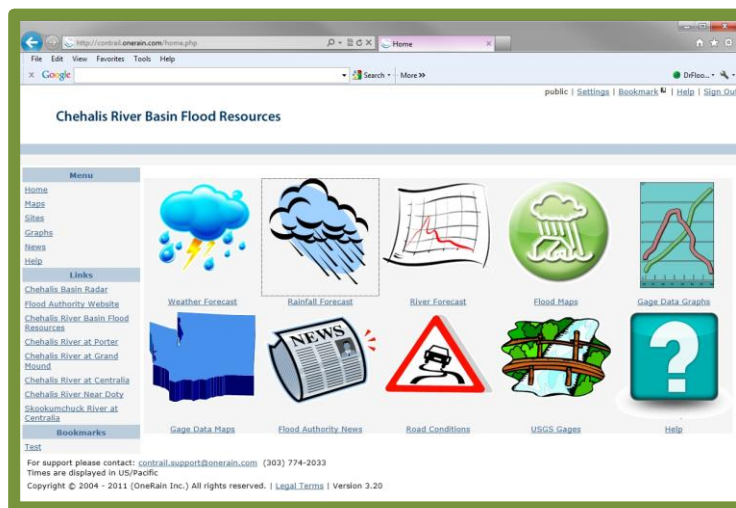 http://contrail.onerain.com/home.php
Home
File Edit View Favorites Tools Help
Google
Search
More >>
DrFloo...
public | Settings | Bookmark | Help | Sign Out
Chehalis River Basin Flood Resources
Menu
Home
Maps
Sites
Graphs
News
Help
Links
Chehalis Basin Radar
Flood Authority Website
Chehalis River Basin Flood
Resources
Chehalis River at Porter
Chehalis River at Grand
Mound
Chehalis River at Centralia
Chehalis River Near Doty
Skookumchuck River at
Centralia
Bookmarks
Test
Weather Forecast
Rainfall Forecast
River Forecast
Flood Maps
Gage Data Graphs
NEWS
Gage Data Maps
Flood Authority News
Road Conditions
USGS Gages
Help
For support please contact: contrail.support@onerain.com (303) 774-2033
Times are displayed in US/Pacific
Copyright © 2004 - 2011 (OneRain Inc.) All rights reserved. | Legal Terms | Version 3.20